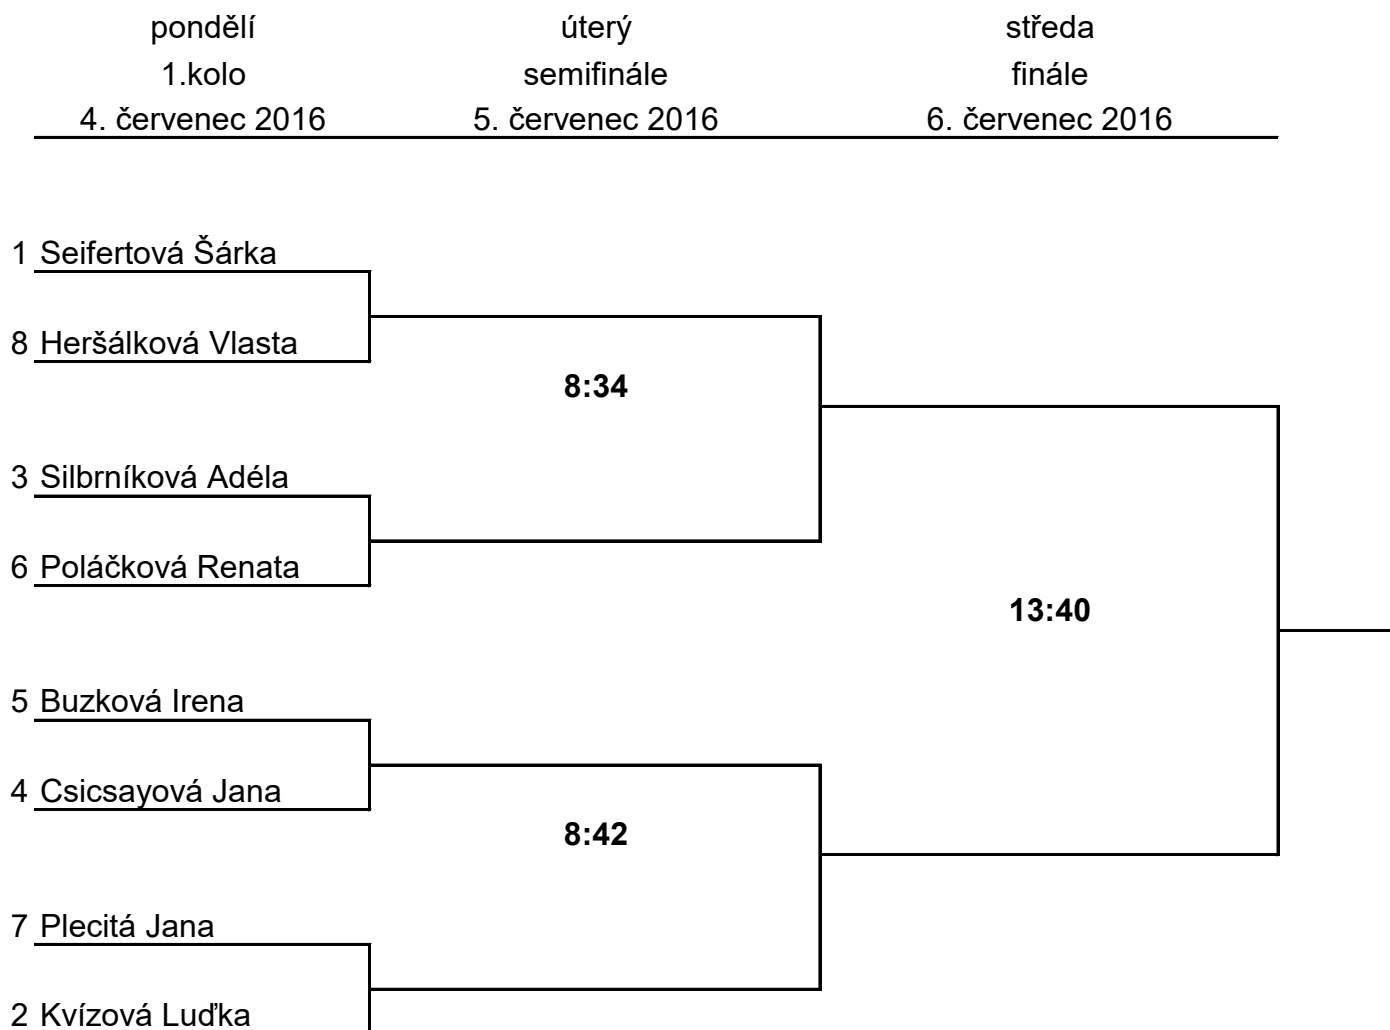 pondělí úterý středa
1.kolo semifinále finále
4. červenec 2016 5. červenec 2016 6. červenec 2016
1 Seifertová Šárka
8 Heršálková Vlasta
8:34
3 Silbrníková Adéla
6 Poláčková Renata
13:40
5 Buzková Irena
4 Csicsayová Jana
8:42
7 Plecitá Jana
2 Kvízová Luďka